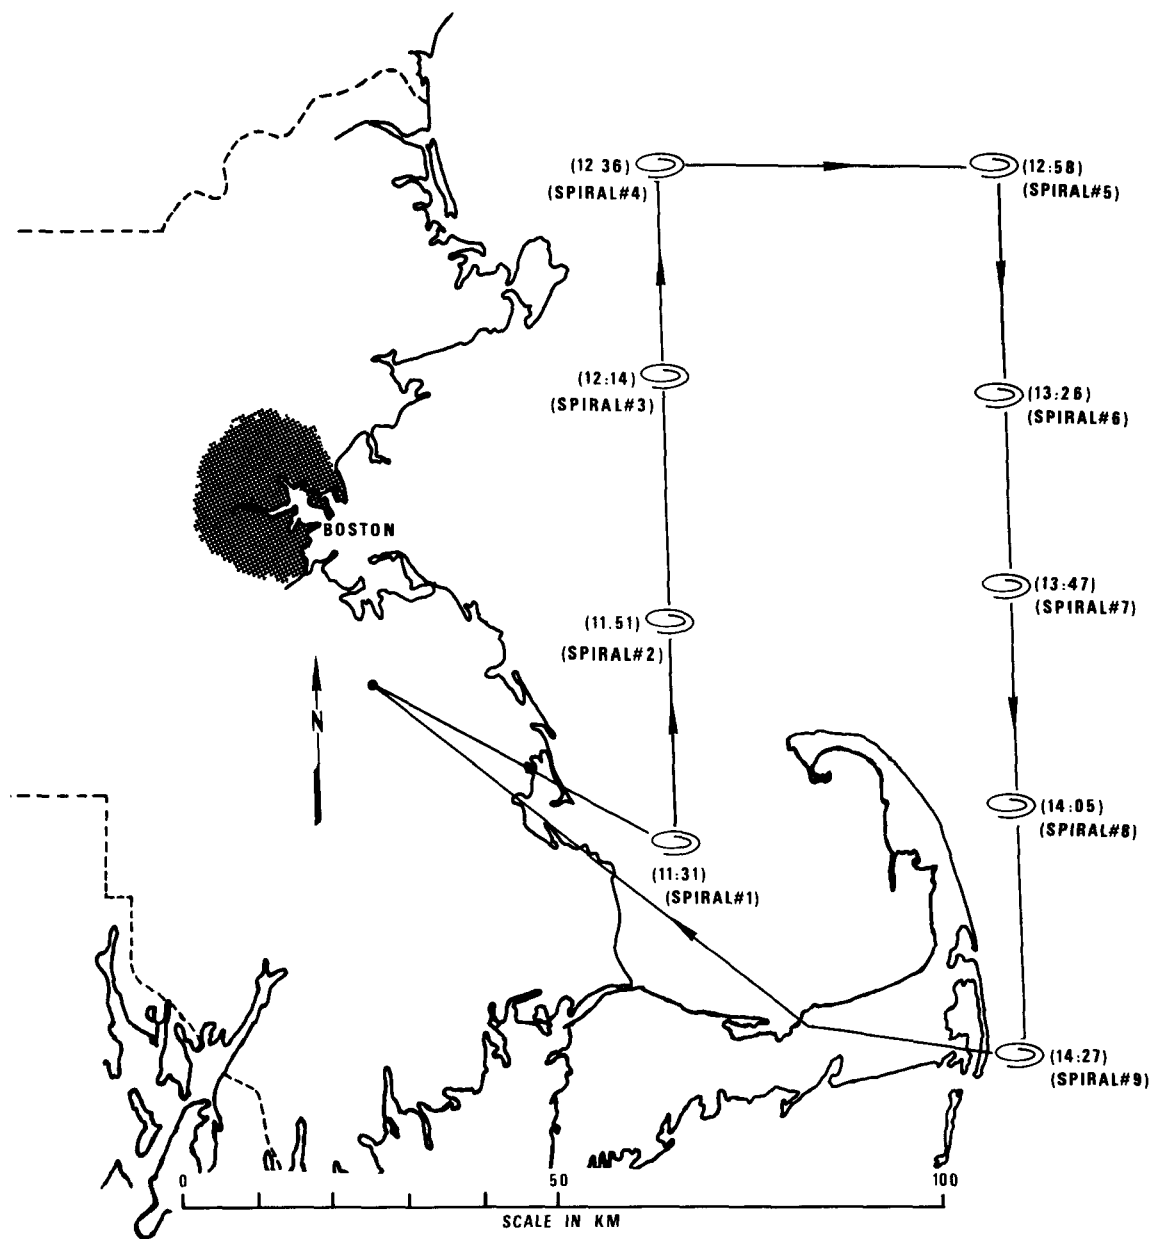 (12 36)
(SPIRAL#4)
(12:58)
(SPIRAL#5)
(12:14)
(SPIRAL#3)
(13:26)
(SPIRAL#6)
BOSTON
(11.51)
(SPIRAL#2)
(13:47)
(SPIRAL#7)
N
(14:05)
(SPIRAL#8)
(11:31)
(SPIRAL#1)
(14:27)
(SPIRAL#9)
0 50 100
SCALE IN KM